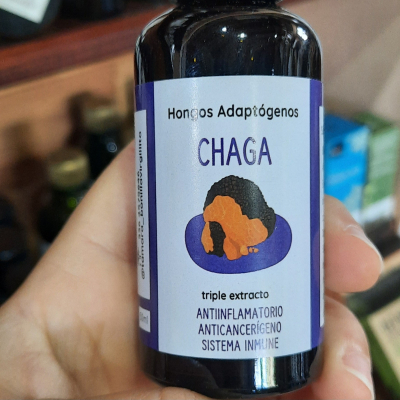 Hongos Adaptógenos
CHAGA
triple extracto
ANTIINFLAMATORIO
ANTICANCERÍGENO
SISTEMA INMUNE